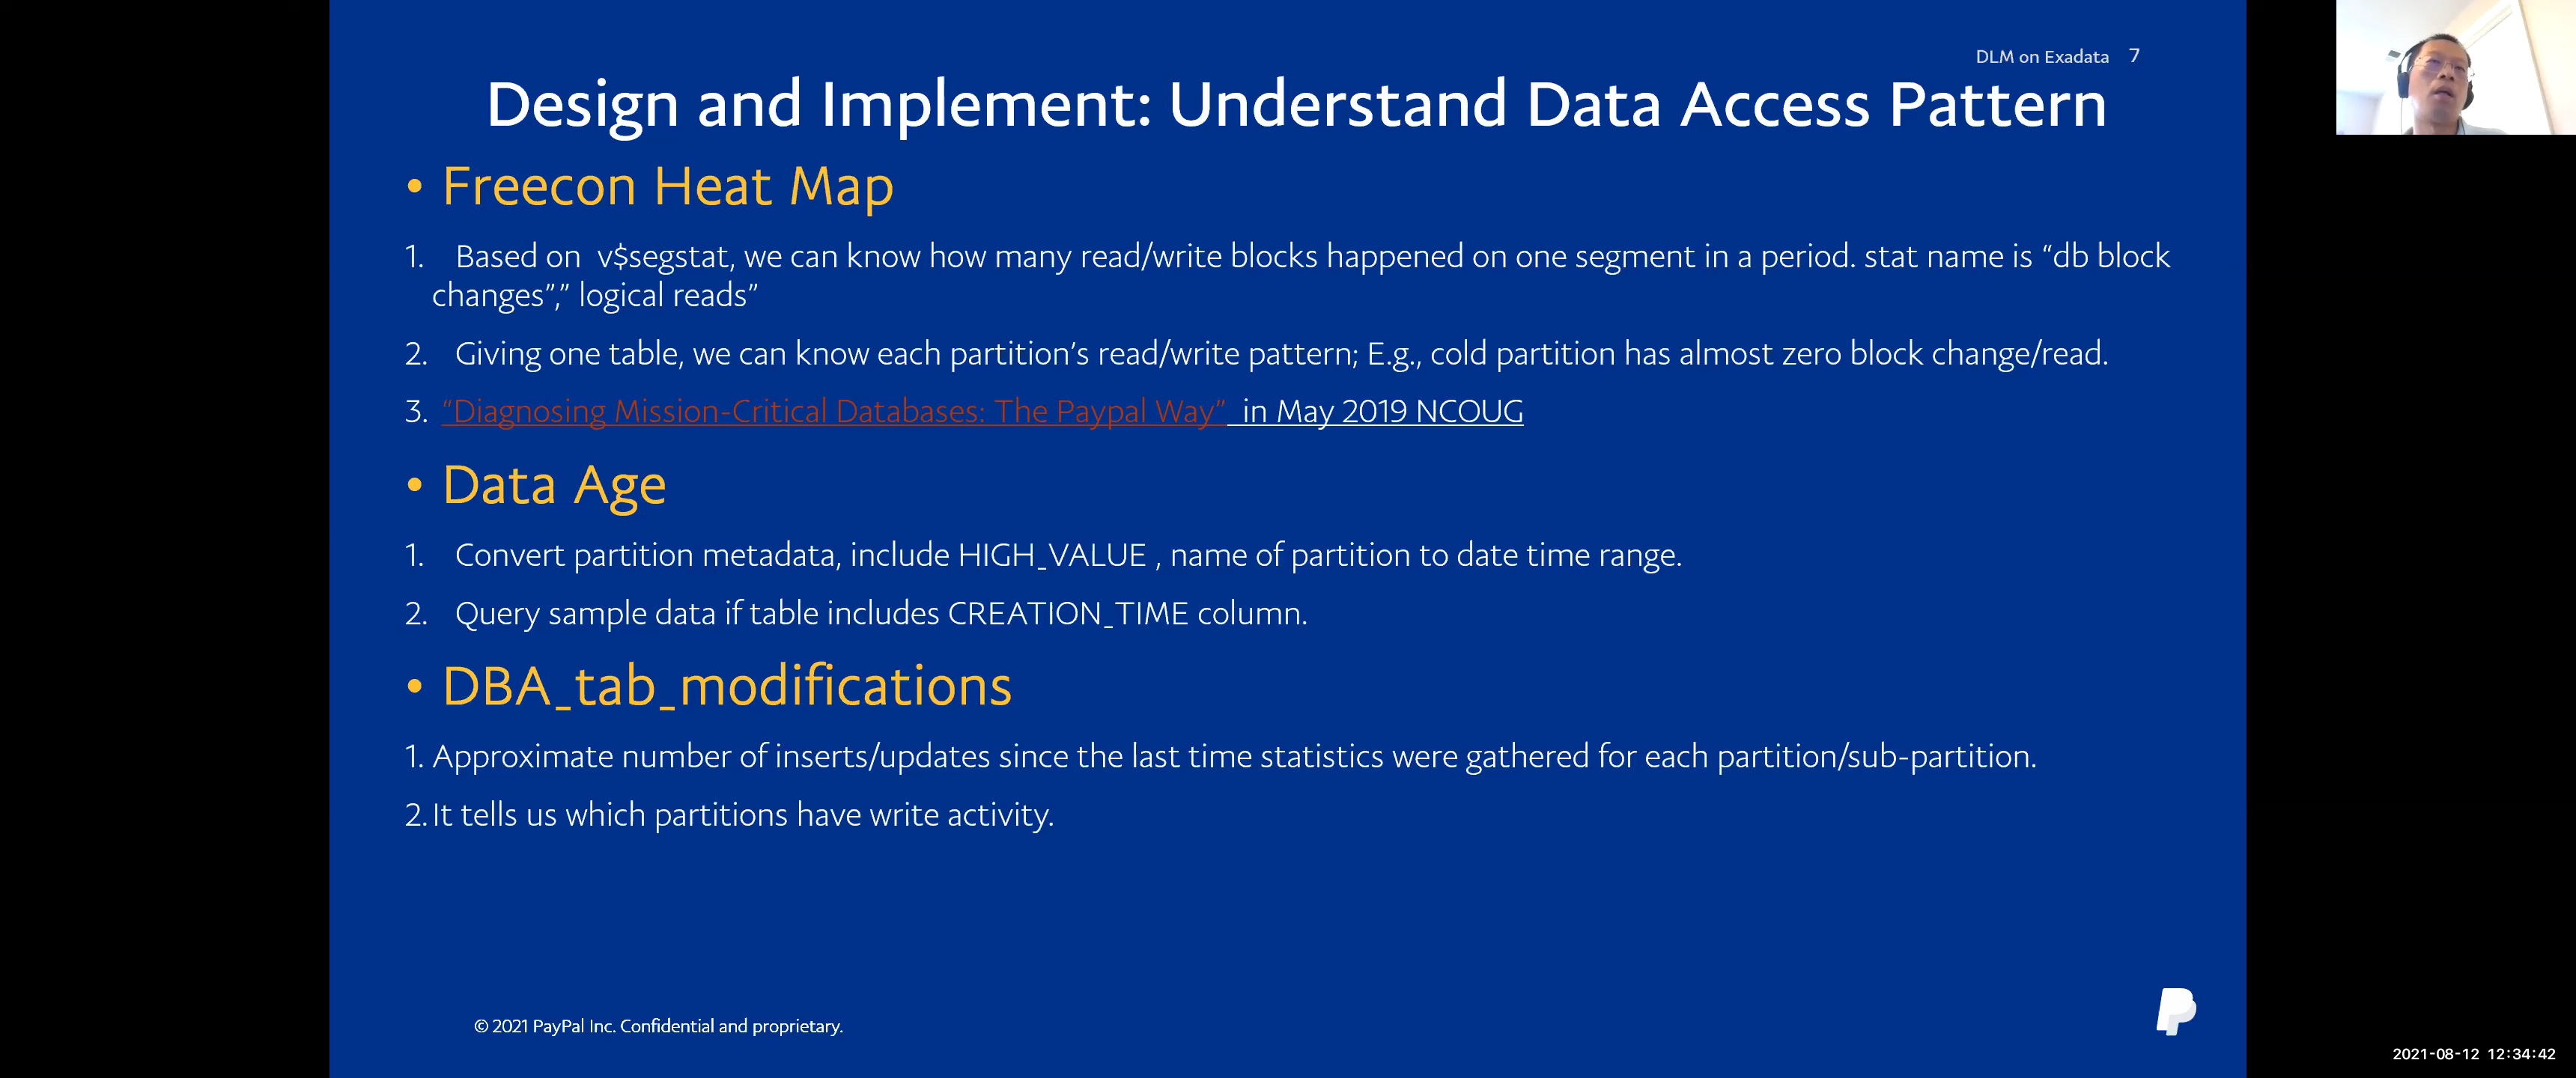 DLM on Exadata 7
Design and Implement: Understand Data Access Pattern
• Freecon Heat Map
1. Based on v$segstat, we can know how many read/write blocks happened on one segment in a period. stat name is “db block
changes”,” logical reads”
2. Giving one table, we can know each partition’s read/write pattern; E.g., cold partition has almost zero block change/read.
3. “Diagnosing Mission-Critical Databases: The Paypal Way” in May 2019 NCOUG
• Data Age
1. Convert partition metadata, include HIGH_VALUE , name of partition to date time range.
2. Query sample data if table includes CREATION_TIME column.
• DBA_tab_modifications
1. Approximate number of inserts/updates since the last time statistics were gathered for each partition/sub-partition.
2. It tells us which partitions have write activity.
© 2021 PayPal Inc. Confidential and proprietary.
2021-08-12 12:34:42